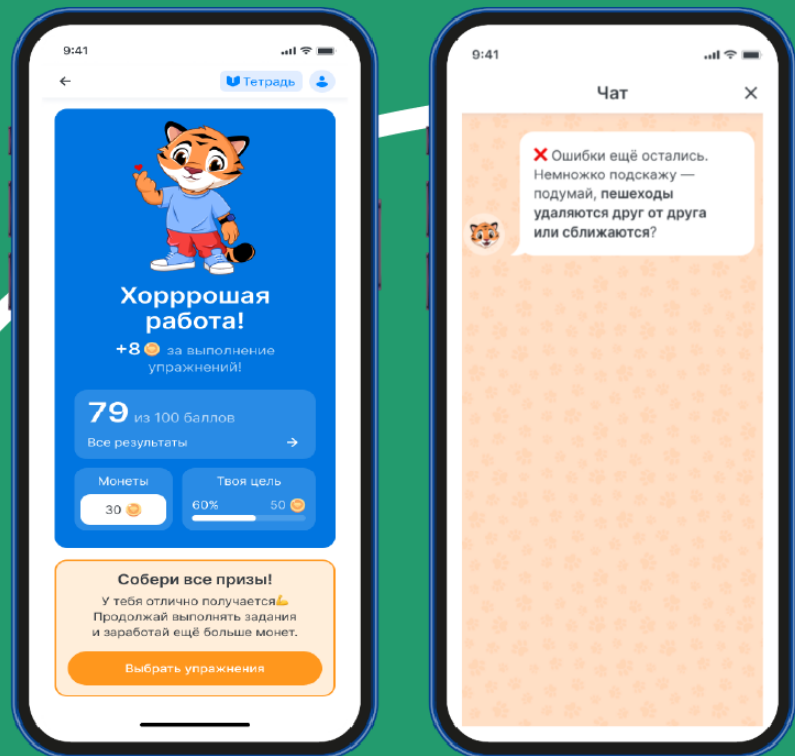 9:41
Тетрадь
Хорррошая
работа!
+8 за выполнение
упражнений!
79 из 100 баллов
Все результаты →
Монеты
30
Твоя цель
60% 50
Собери все призы!
У тебя отлично получается💪
Продолжай выполнять задания
и заработай ещё больше монет.
Выбрать упражнения
9:41
Чат
❌ Ошибки ещё остались.
Немножко подскажу —
подумай, пешеходы
удаляются друг от друга
или сближаются?